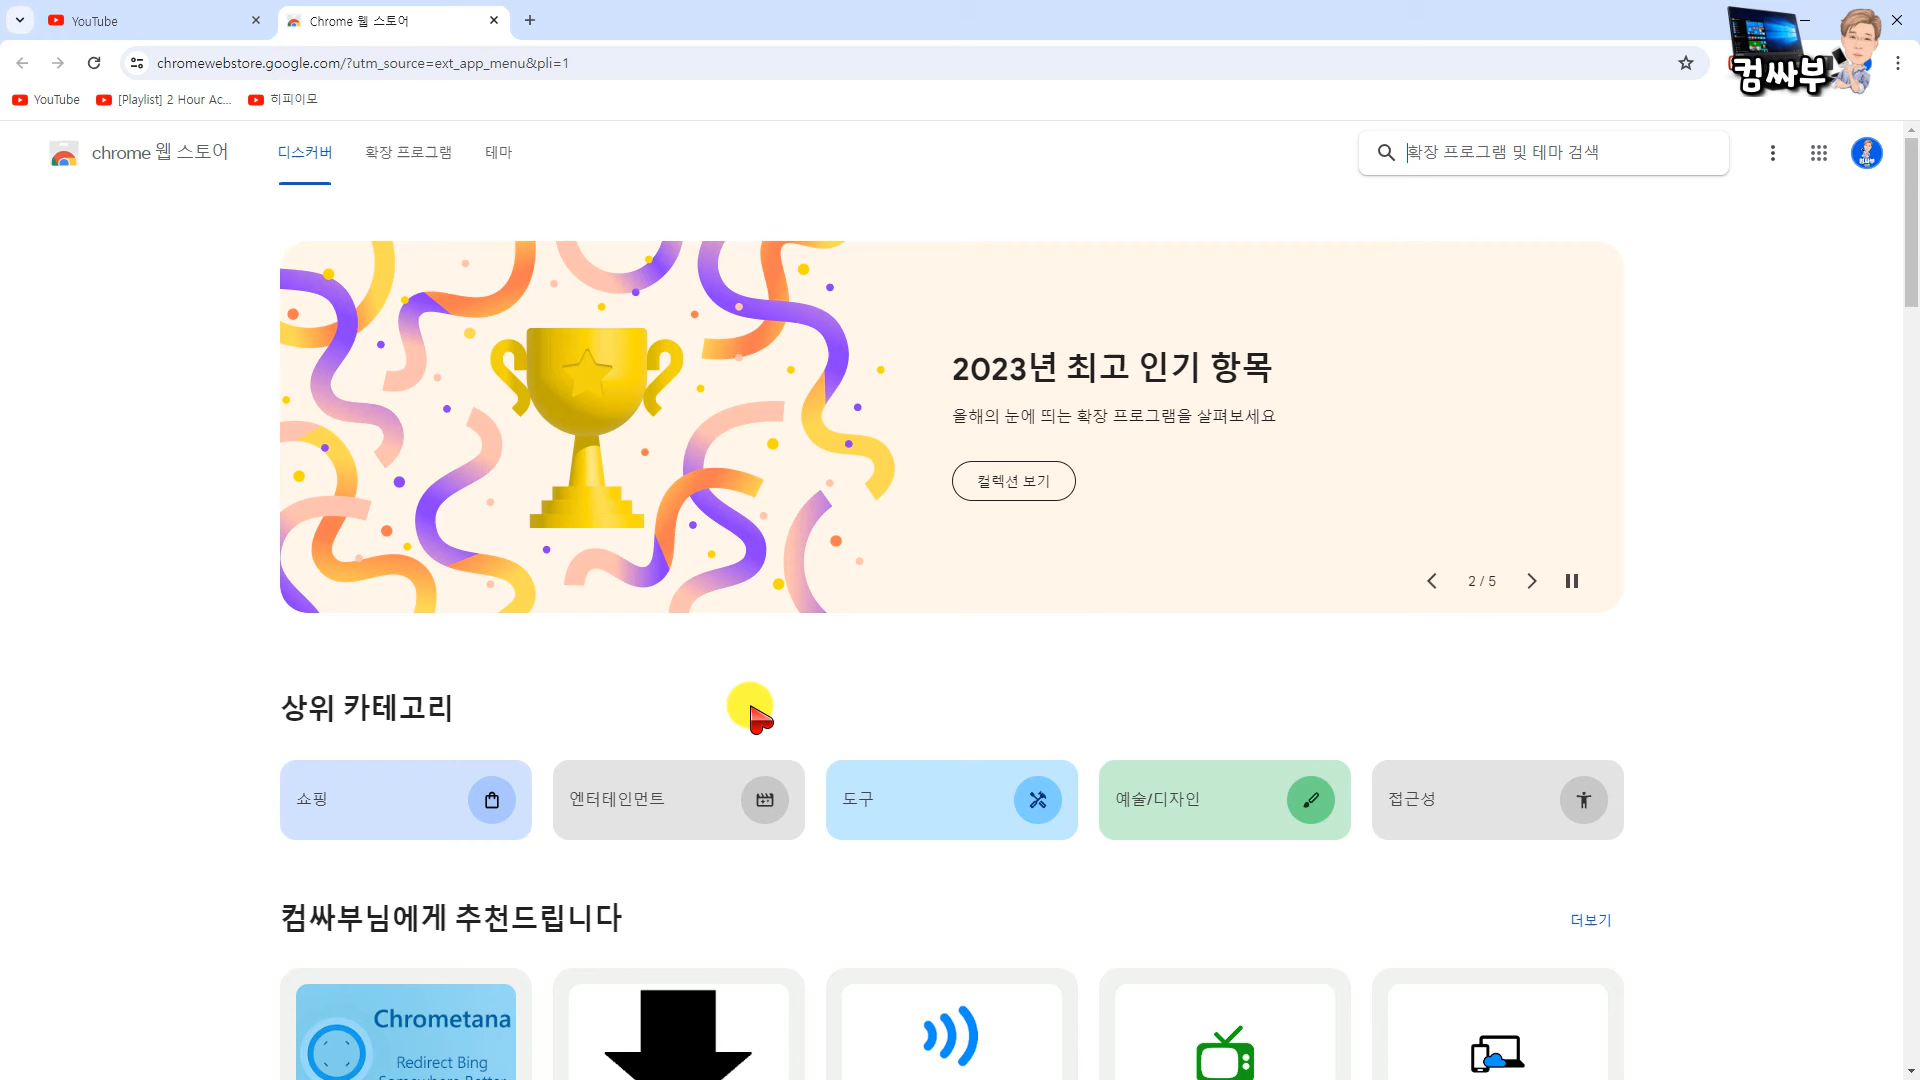 YouTube
Chrome 웹 스토어
chromewebstore.google.com/?utm_source=ext_app_menu&pli=1
컴싸부
YouTube
[Playlist] 2 Hour Ac...
히피이모
chrome 웹 스토어
디스커버
확장 프로그램
테마
확장 프로그램 및 테마 검색
2023년 최고 인기 항목
올해의 눈에 띄는 확장 프로그램을 살펴보세요
컬렉션 보기
2 / 5
상위 카테고리
쇼핑
엔터테인먼트
도구
예술/디자인
접근성
컴싸부님에게 추천드립니다
더보기
Chrometana
Redirect Bing
Somewhere Better